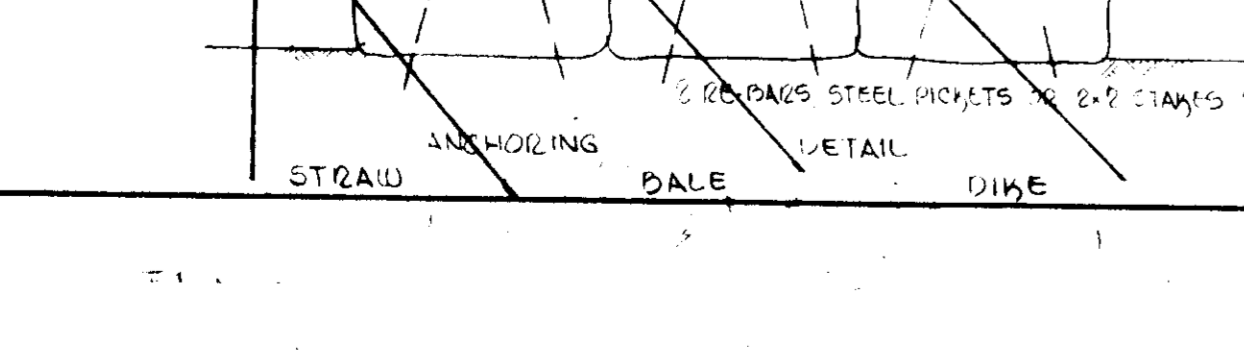 2 RE-BARS, STEEL PICKETS OR 2×2 STAKES
ANCHORING DETAIL
STRAW BALE DIKE